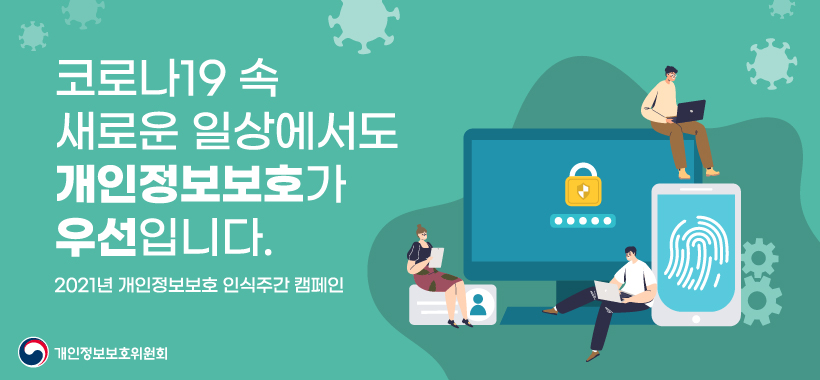 코로나19 속
새로운 일상에서도
개인정보보호가
우선입니다.
2021년 개인정보보호 인식주간 캠페인
개인정보보호위원회